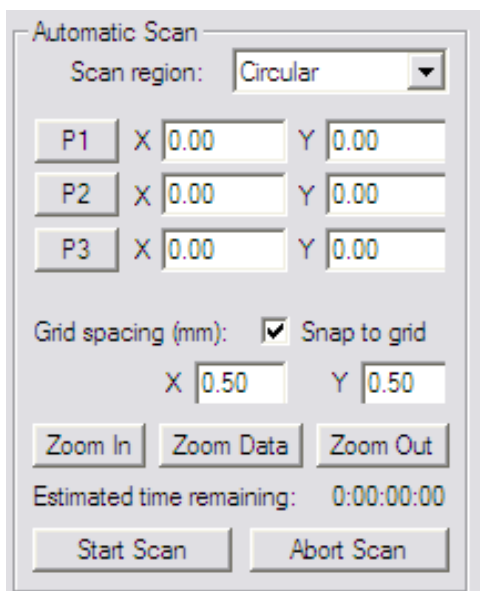 Automatic Scan
Scan region: Circular
P1 X 0.00 Y 0.00
P2 X 0.00 Y 0.00
P3 X 0.00 Y 0.00
Grid spacing (mm): Snap to grid
X 0.50 Y 0.50
Zoom In Zoom Data Zoom Out
Estimated time remaining: 0:00:00:00
Start Scan Abort Scan